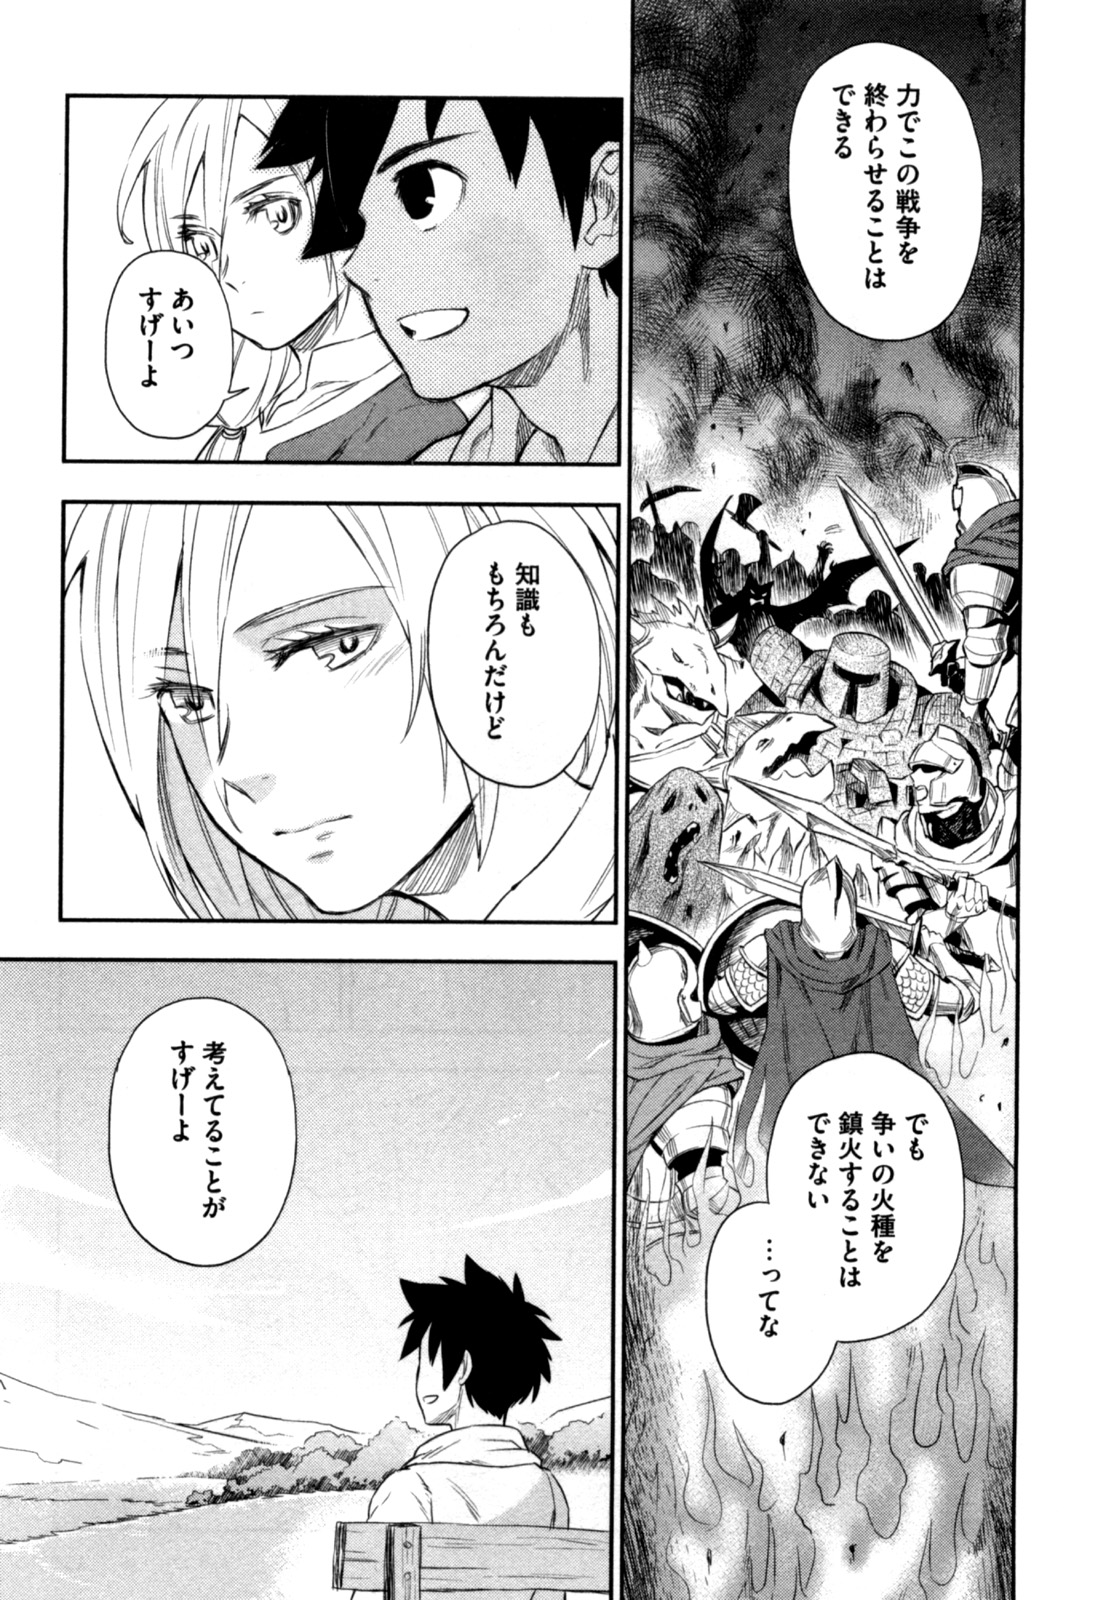 力でこの戦争を
終わらせることは
できる
でも
争いの火種を
鎮火することは
できない
…ってな
あいつ
すげーよ
知識も
もちろんだけど
考えてることが
すげーよ